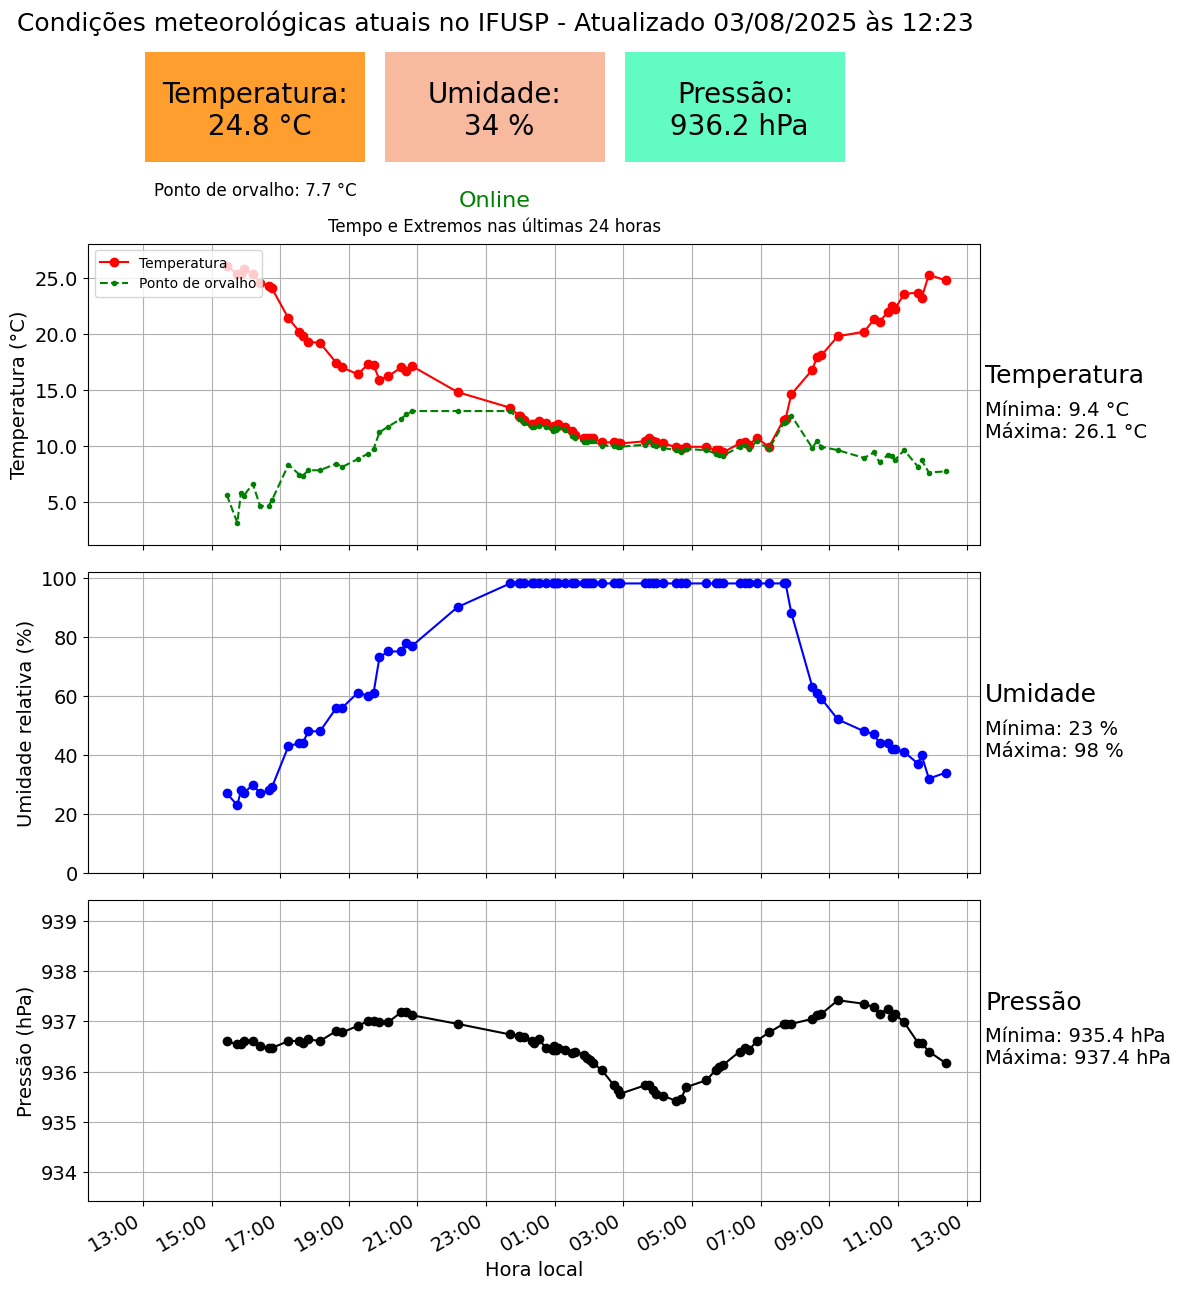 Condições meteorológicas atuais no IFUSP - Atualizado 03/08/2025 às 12:23
Temperatura:
24.8 °C
Umidade:
34 %
Pressão:
936.2 hPa
Ponto de orvalho: 7.7 °C
Online
Tempo e Extremos nas últimas 24 horas
Temperatura
Ponto de orvalho
Temperatura (°C)
25.0
20.0
15.0
10.0
5.0
Temperatura
Mínima: 9.4 °C
Máxima: 26.1 °C
Umidade relativa (%)
100
80
60
40
20
0
Umidade
Mínima: 23 %
Máxima: 98 %
Pressão (hPa)
939
938
937
936
935
934
Pressão
Mínima: 935.4 hPa
Máxima: 937.4 hPa
13:00
15:00
17:00
19:00
21:00
23:00
01:00
03:00
05:00
07:00
09:00
11:00
13:00
Hora local